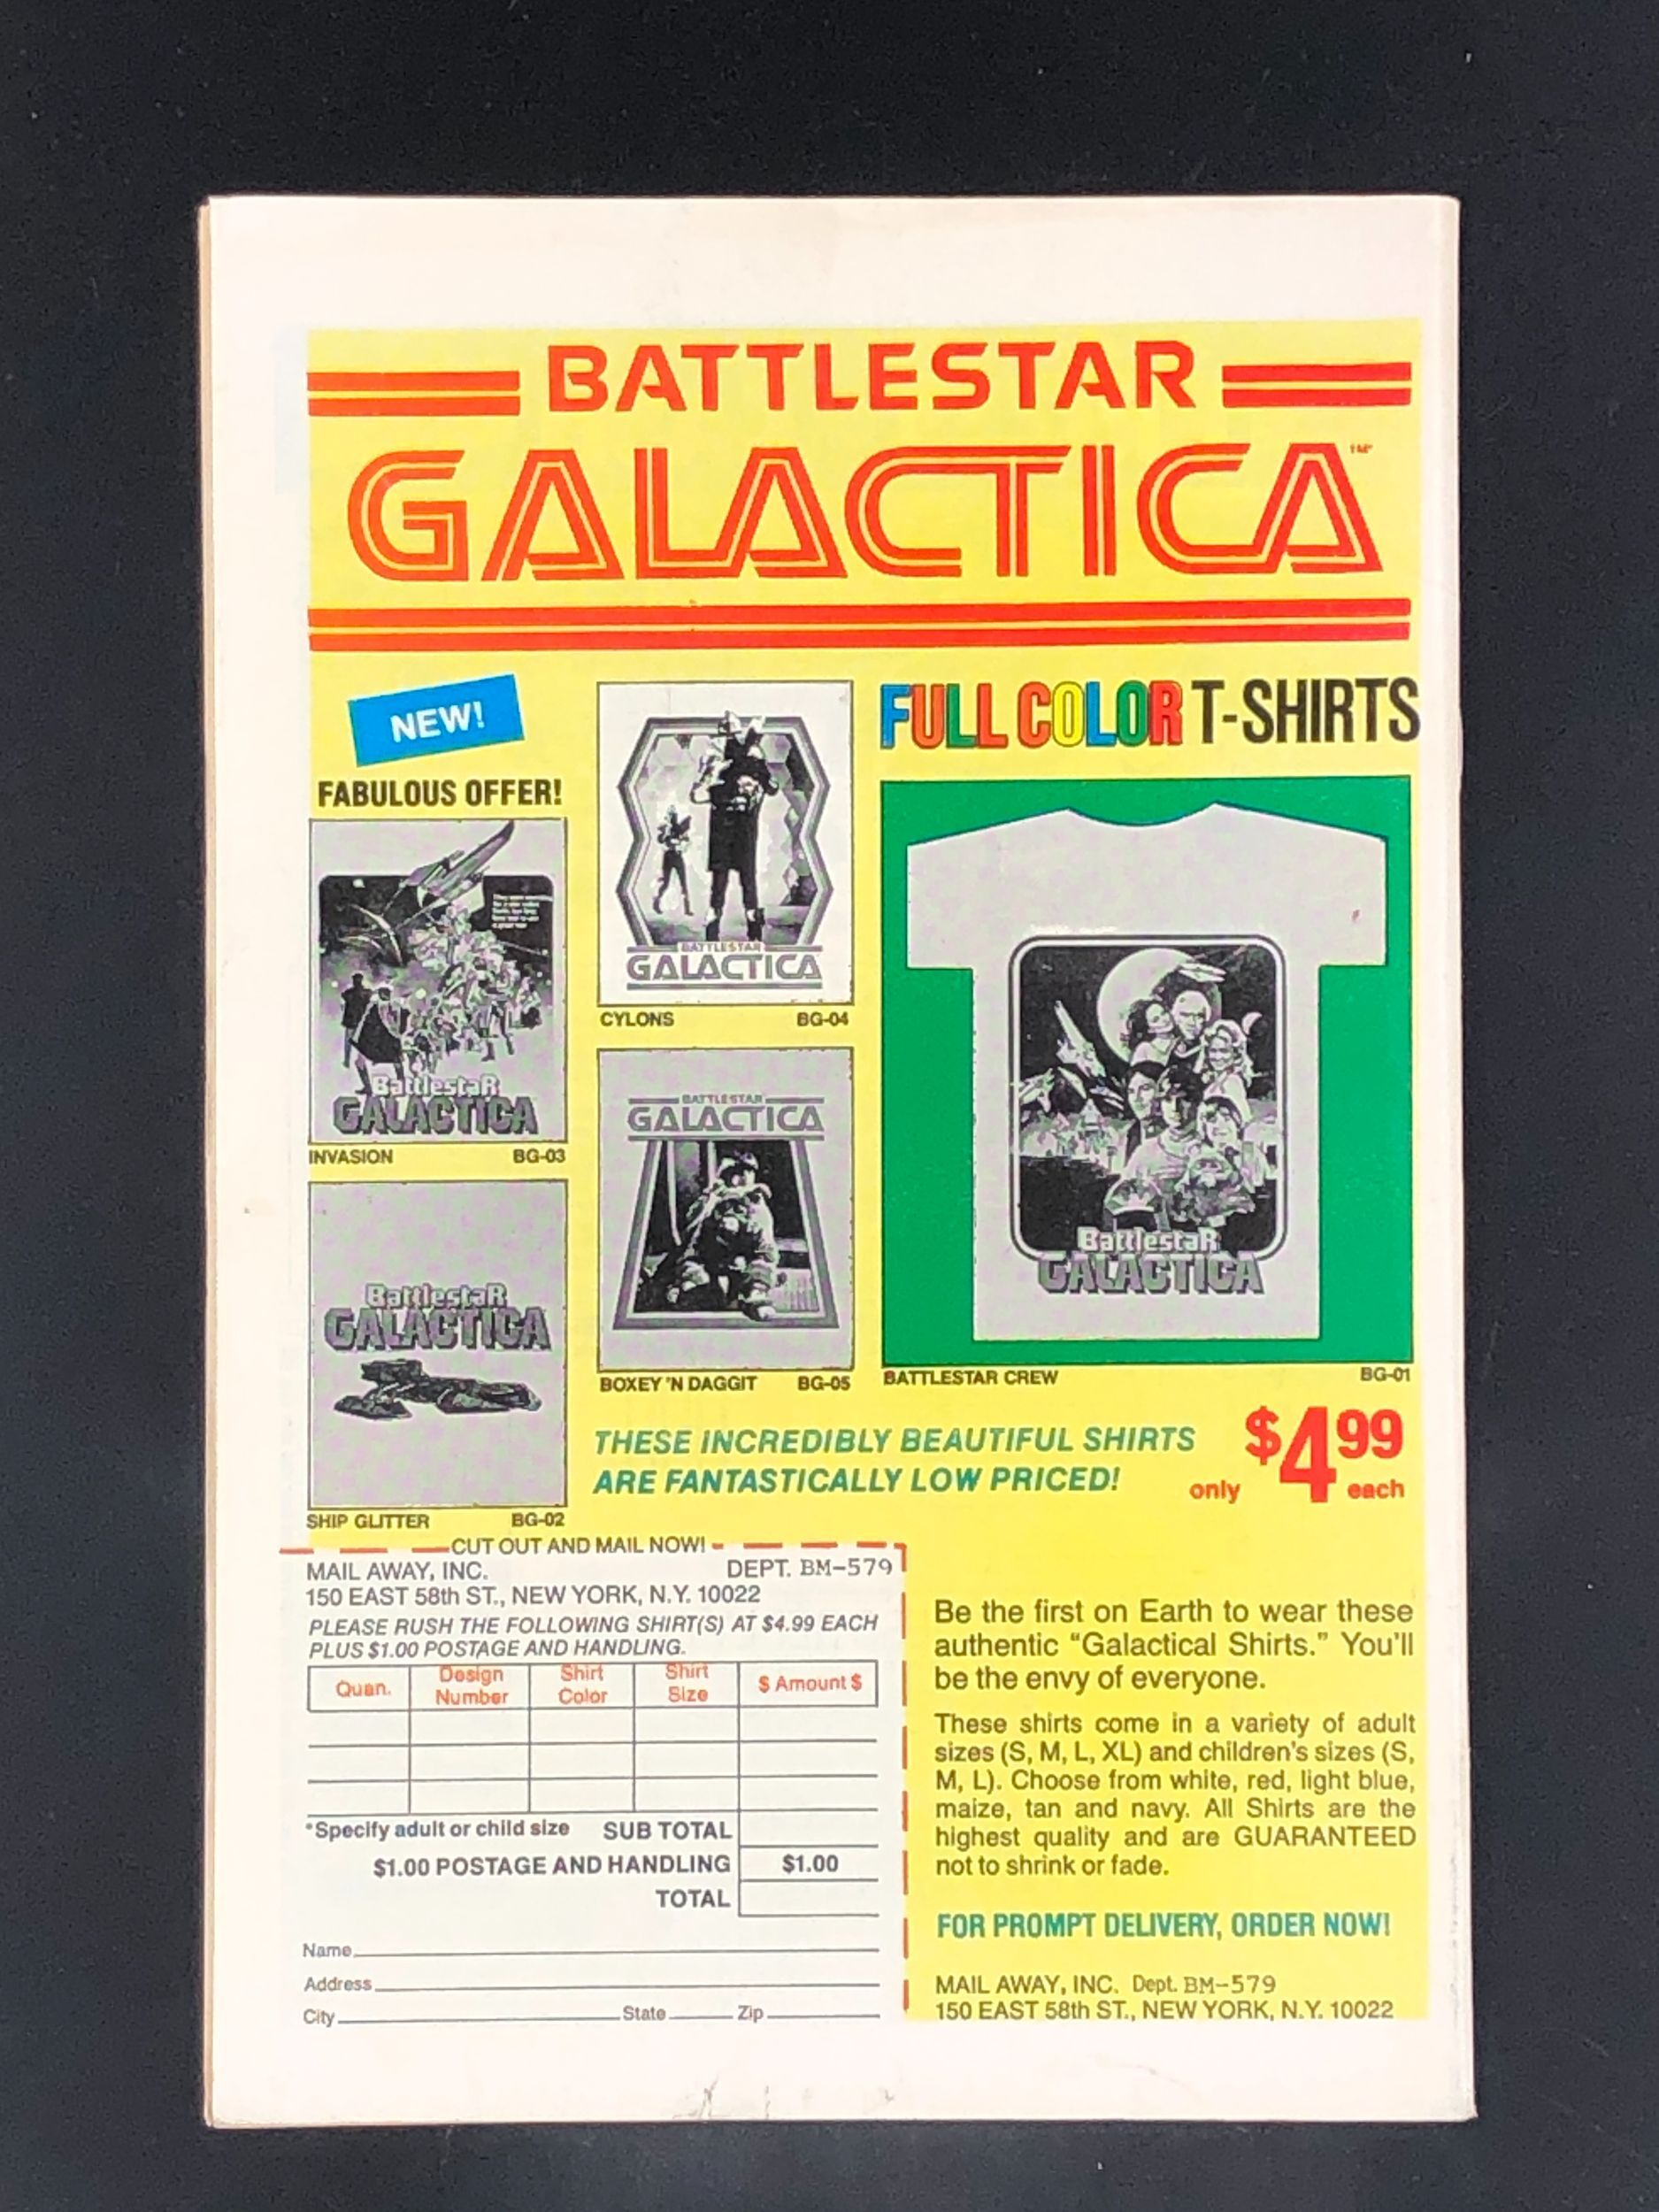 BATTLESTAR
GALACTICA™
NEW!
FABULOUS OFFER!
BattlestaR
GALACTICA
INVASION BG-03
BattlestaR
GALACTICA
SHIP GLITTER BG-02
BATTLESTAR
GALACTICA
CYLONS BG-04
BATTLESTAR
GALACTICA
BOXEY 'N DAGGIT BG-05
FULL COLOR T-SHIRTS
BattlestaR
GALACTICA
BATTLESTAR CREW BG-01
THESE INCREDIBLY BEAUTIFUL SHIRTS
ARE FANTASTICALLY LOW PRICED!
only $4.99 each
CUT OUT AND MAIL NOW!
MAIL AWAY, INC. DEPT. BM-579
150 EAST 58th ST., NEW YORK, N.Y. 10022
PLEASE RUSH THE FOLLOWING SHIRT(S) AT $4.99 EACH
PLUS $1.00 POSTAGE AND HANDLING.
Quan. Design Number Shirt Color Shirt Size $ Amount $
*Specify adult or child size SUB TOTAL
$1.00 POSTAGE AND HANDLING $1.00
TOTAL
Name
Address
City State Zip
Be the first on Earth to wear these
authentic "Galactical Shirts." You'll
be the envy of everyone.
These shirts come in a variety of adult
sizes (S, M, L, XL) and children's sizes (S,
M, L). Choose from white, red, light blue,
maize, tan and navy. All Shirts are the
highest quality and are GUARANTEED
not to shrink or fade.
FOR PROMPT DELIVERY, ORDER NOW!
MAIL AWAY, INC. Dept. BM-579
150 EAST 58th ST., NEW YORK, N.Y. 10022